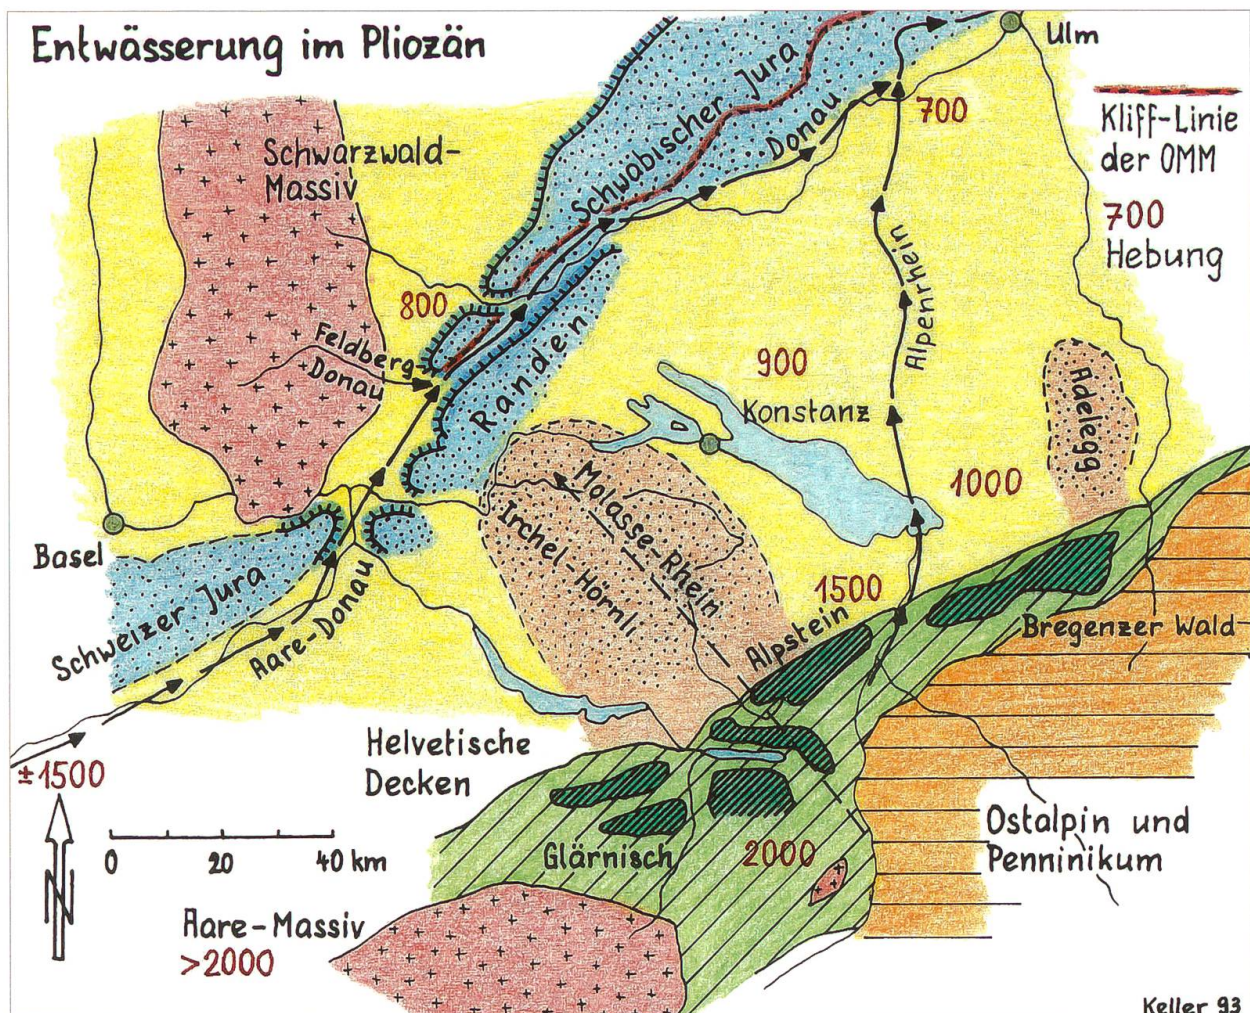 Entwässerung im Pliozän
Ulm
Kliff-Linie
der OMM
700
Hebung
700
Schwäbischer Jura
Donau
Schwarzwald-
Massiv
800
Feldberg-
Donau
Randen
Alpenrhein
900
Konstanz
Adelegg
1000
Molasse-Rhein
Irchel-Hörnli
Basel
Schweizer Jura
Aare-Donau
1500
Alpstein
Bregenzer Wald
Helvetische
Decken
±1500
0 20 40 km
N
Glärnisch
2000
Ostalpin und
Penninikum
Aare-Massiv
>2000
Keller 93